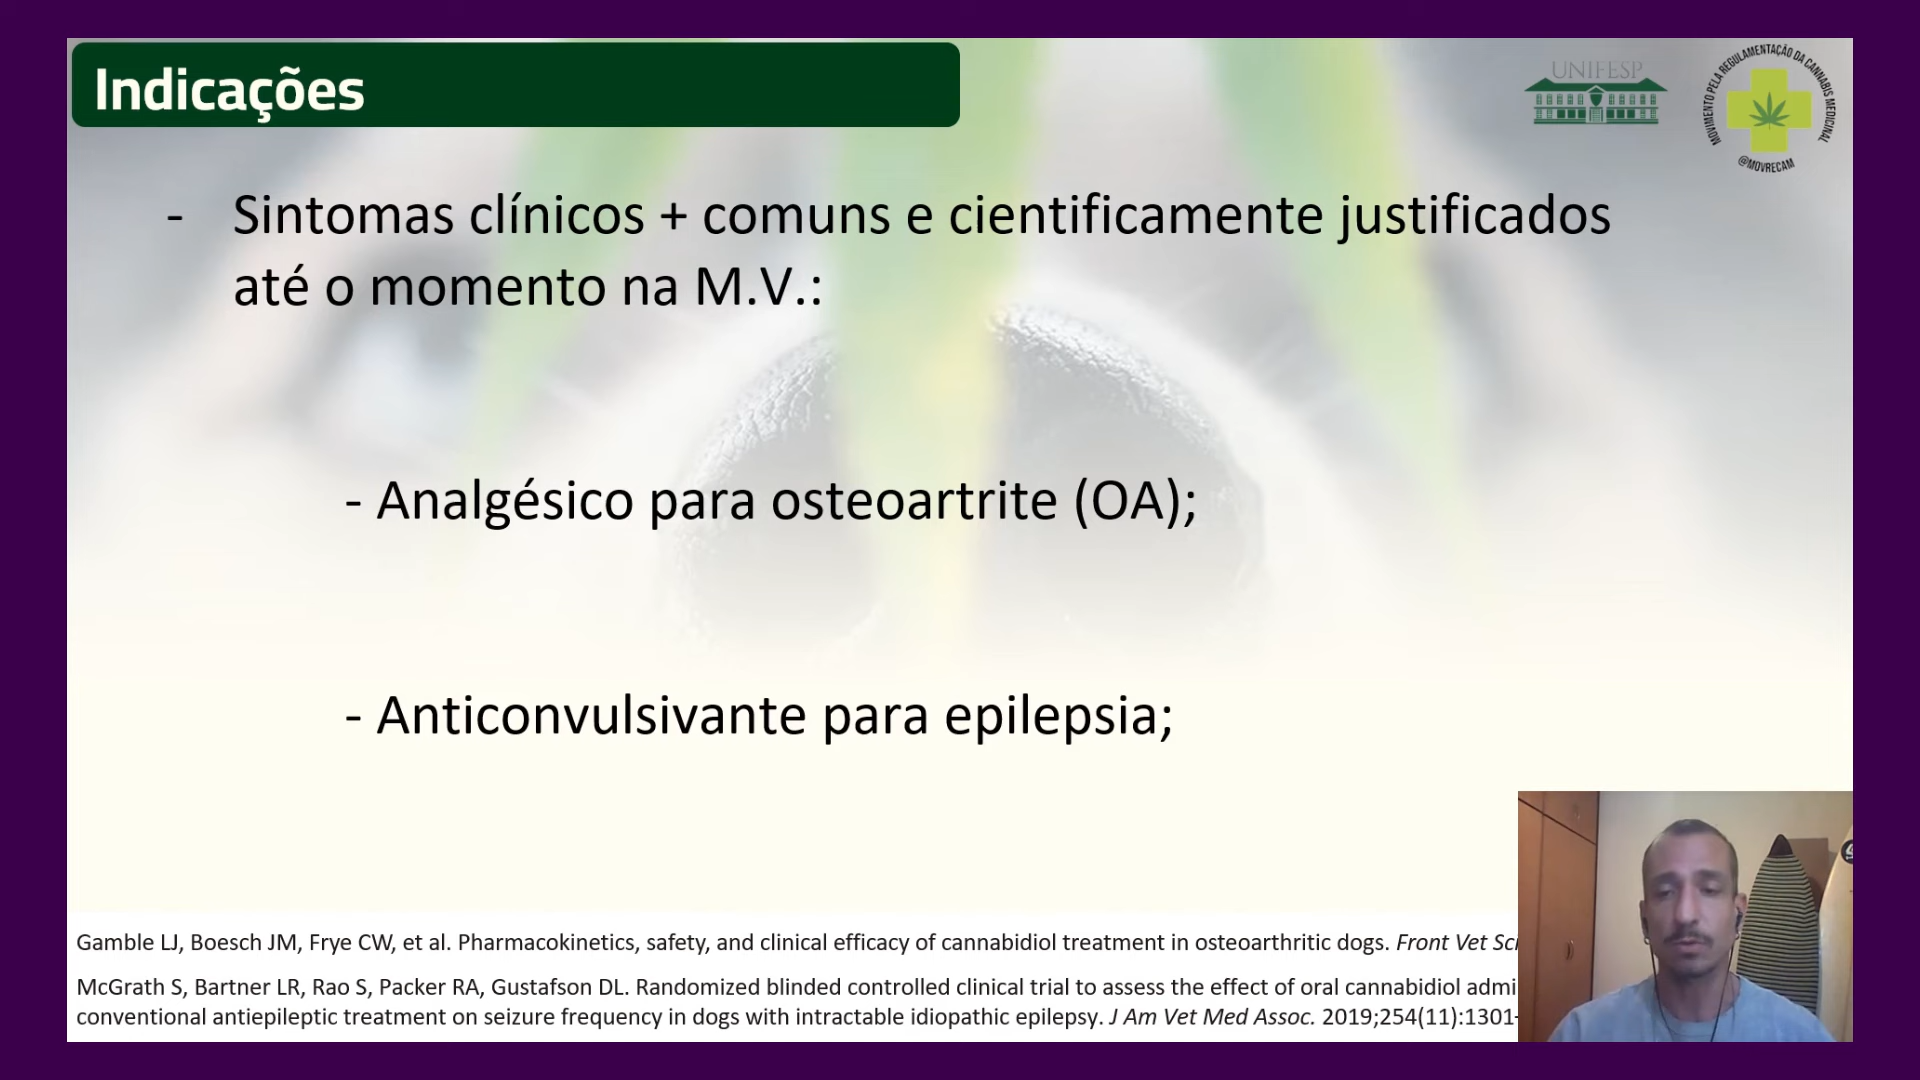 Indicações
UNIFESP
MOVIMENTO PELA REGULAMENTAÇÃO DA CANNABIS MEDICINAL
@MOVRECAM
- Sintomas clínicos + comuns e cientificamente justificados
até o momento na M.V.:
- Analgésico para osteoartrite (OA);
- Anticonvulsivante para epilepsia;
Gamble LJ, Boesch JM, Frye CW, et al. Pharmacokinetics, safety, and clinical efficacy of cannabidiol treatment in osteoarthritic dogs. Front Vet Sci
McGrath S, Bartner LR, Rao S, Packer RA, Gustafson DL. Randomized blinded controlled clinical trial to assess the effect of oral cannabidiol admi
conventional antiepileptic treatment on seizure frequency in dogs with intractable idiopathic epilepsy. J Am Vet Med Assoc. 2019;254(11):1301-